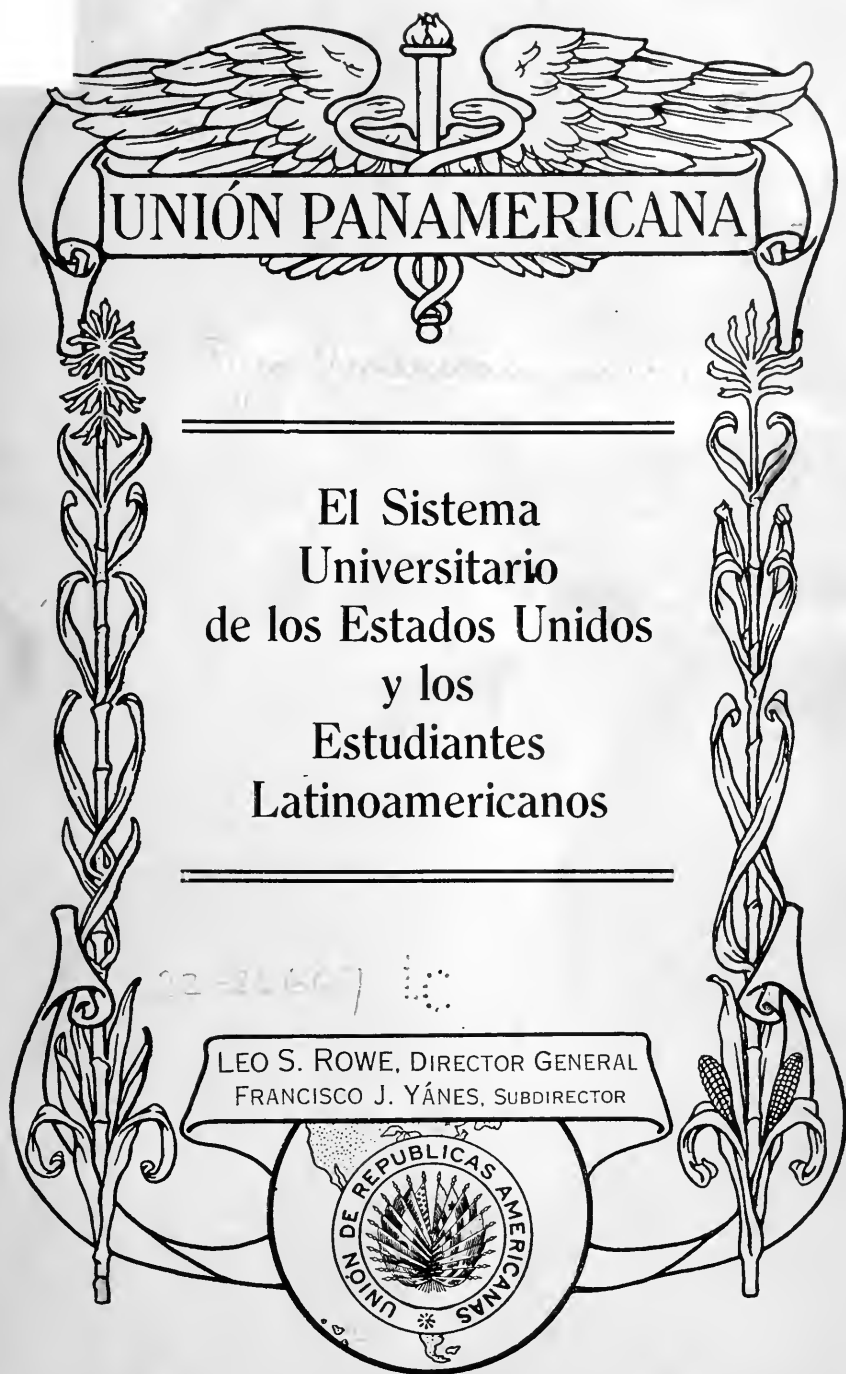 UNIÓN PANAMERICANA
El Sistema
Universitario
de los Estados Unidos
y los
Estudiantes
Latinoamericanos
LEO S. ROWE, DIRECTOR GENERAL
FRANCISCO J. YÁNES, SUBDIRECTOR
UNIÓN DE REPUBLICAS AMERICANAS